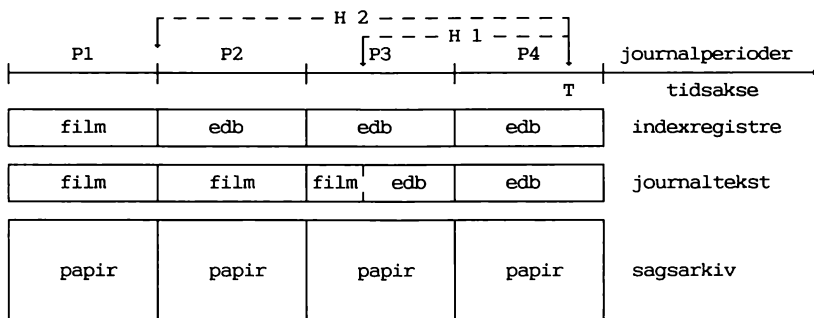 H 2
H 1
P1 P2 P3 P4 journalperioder
T tidsakse
film edb edb edb indexregistre
film film film edb edb journaltekst
papir papir papir papir sagsarkiv